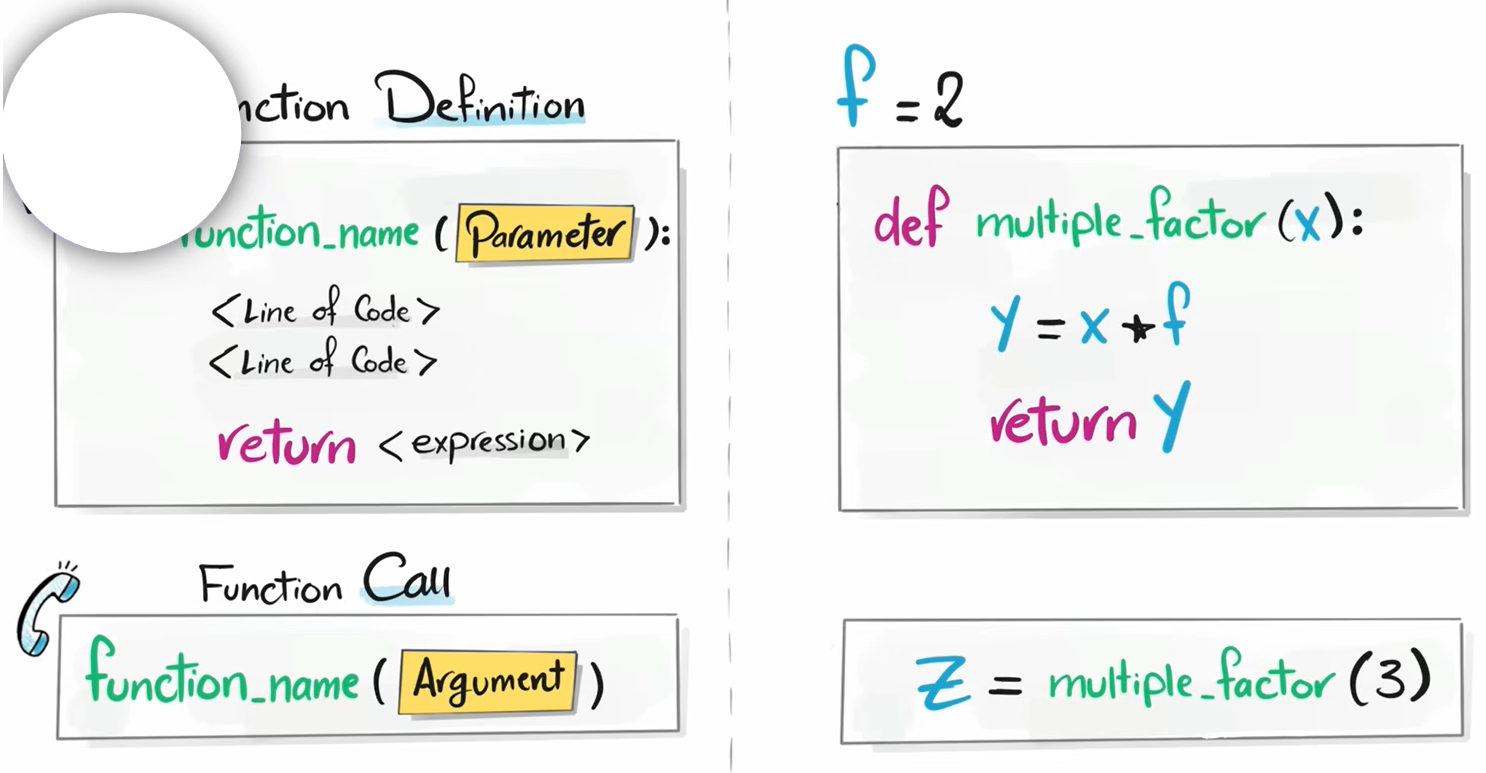 nction Definition
unction_name ( Parameter ):
<Line of Code>
<Line of Code>
return <expression>
Function Call
function_name ( Argument )
f = 2
def multiple_factor (x):
y = x * f
return y
z = multiple_factor (3)